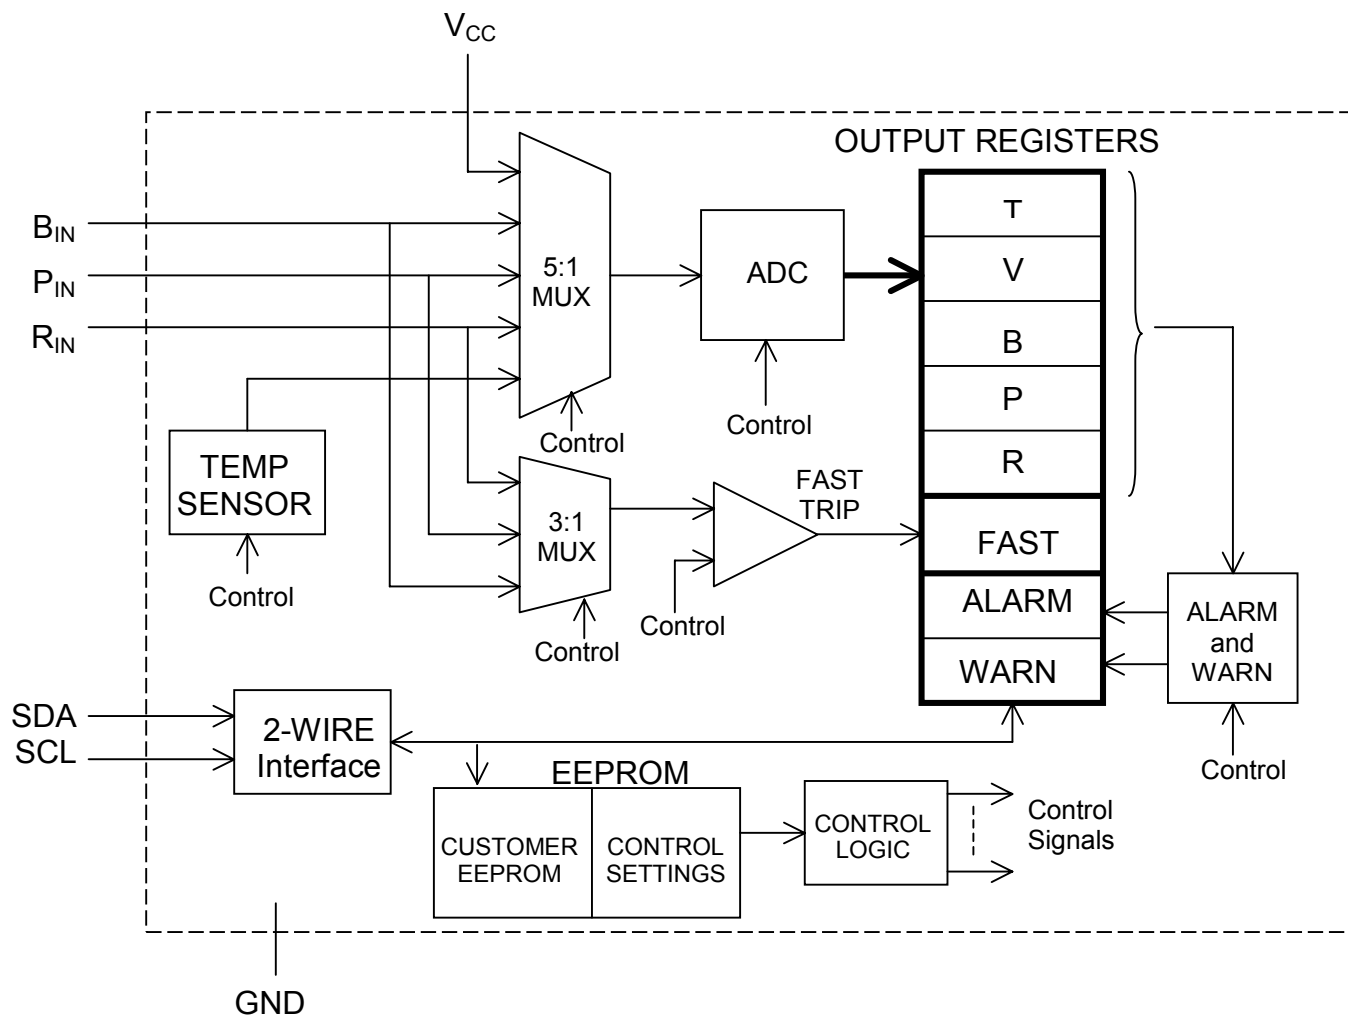 VCC
OUTPUT REGISTERS
BIN
PIN
RIN
5:1
MUX
ADC
T
V
B
P
R
FAST
ALARM
WARN
Control
Control
TEMP
SENSOR
Control
3:1
MUX
Control
FAST
TRIP
Control
ALARM
and
WARN
Control
SDA
SCL
2-WIRE
Interface
EEPROM
CUSTOMER
EEPROM
CONTROL
SETTINGS
CONTROL
LOGIC
Control
Signals
GND